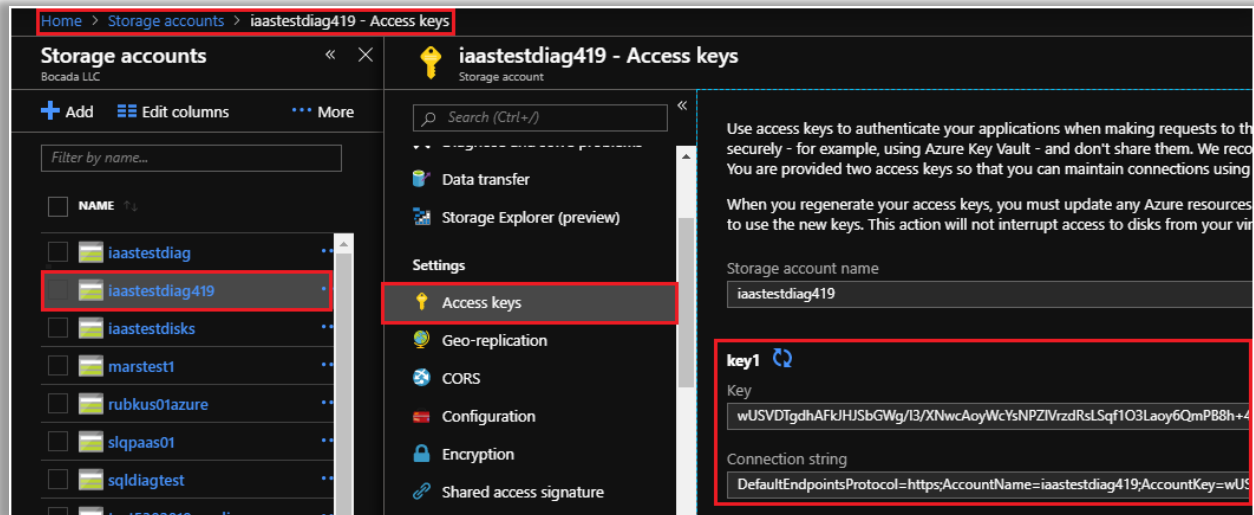 Home > Storage accounts > iaastestdiag419 - Access keys
Storage accounts
Bocada LLC
Add Edit columns More
Filter by name...
NAME
iaastestdiag
iaastestdiag419
iaastestdisks
marstest1
rubkus01azure
slqpaas01
sqldiagtest
iaastestdiag419 - Access keys
Storage account
Search (Ctrl+/)
Data transfer
Storage Explorer (preview)
Settings
Access keys
Geo-replication
CORS
Configuration
Encryption
Shared access signature
Use access keys to authenticate your applications when making requests to th
securely - for example, using Azure Key Vault - and don't share them. We reco
You are provided two access keys so that you can maintain connections using
When you regenerate your access keys, you must update any Azure resources
to use the new keys. This action will not interrupt access to disks from your vir
Storage account name
iaastestdiag419
key1
Key
Connection string
DefaultEndpointsProtocol=https;AccountName=iaastestdiag419;AccountKey=wUS